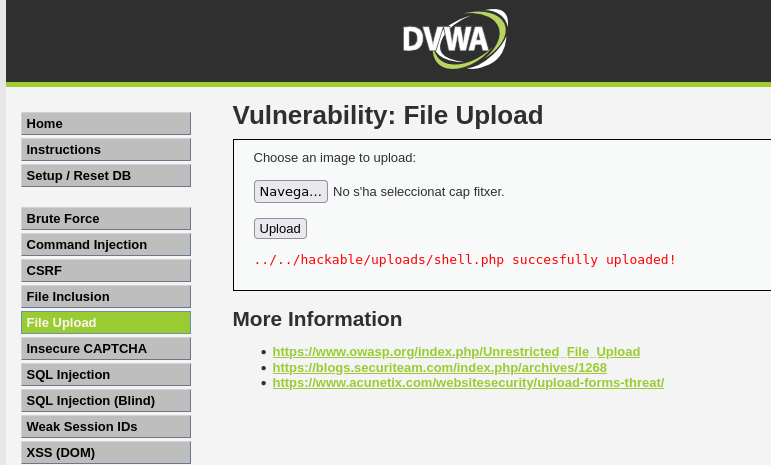 DVWA
Home
Instructions
Setup / Reset DB
Brute Force
Command Injection
CSRF
File Inclusion
File Upload
Insecure CAPTCHA
SQL Injection
SQL Injection (Blind)
Weak Session IDs
XSS (DOM)
Vulnerability: File Upload
Choose an image to upload:
Navega... No s'ha seleccionat cap fitxer.
Upload
../../hackable/uploads/shell.php succesfully uploaded!
More Information
• https://www.owasp.org/index.php/Unrestricted_File_Upload
• https://blogs.securiteam.com/index.php/archives/1268
• https://www.acunetix.com/websitesecurity/upload-forms-threat/